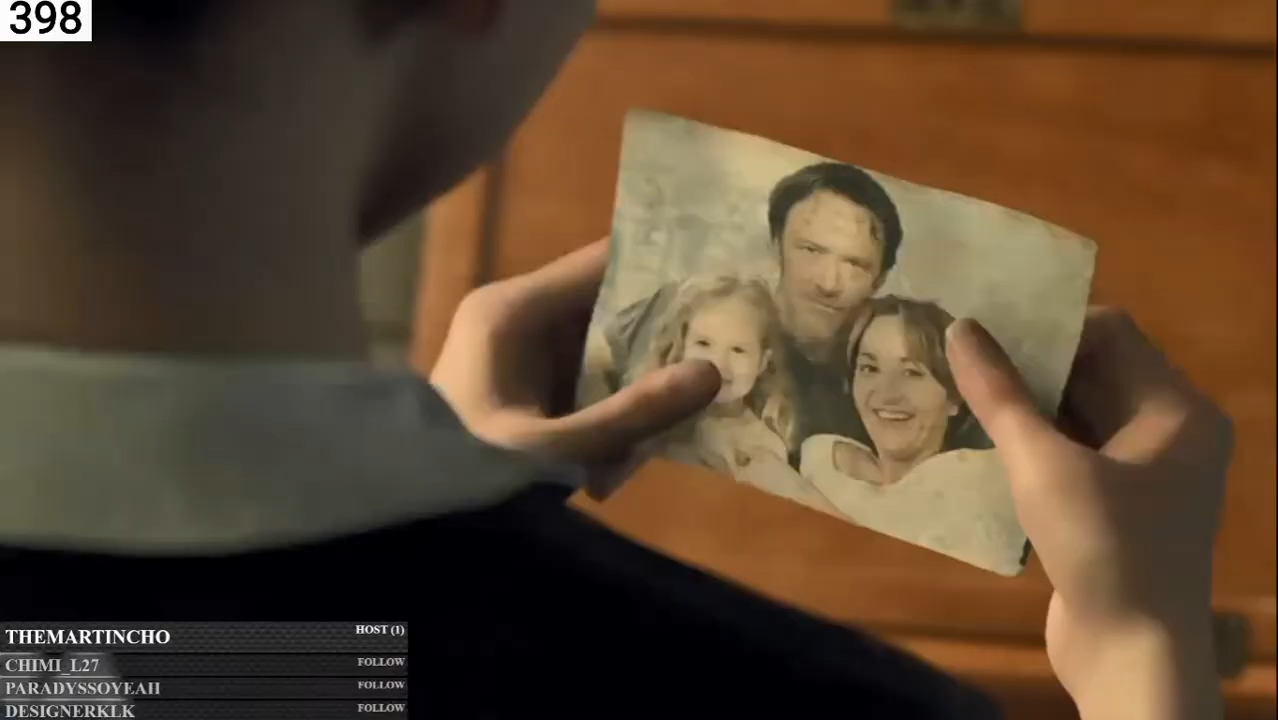 398
THEMARTINCHO HOST (1)
CHIMI_L27 FOLLOW
PARADYSSOYEAH FOLLOW
DESIGNERKLK FOLLOW